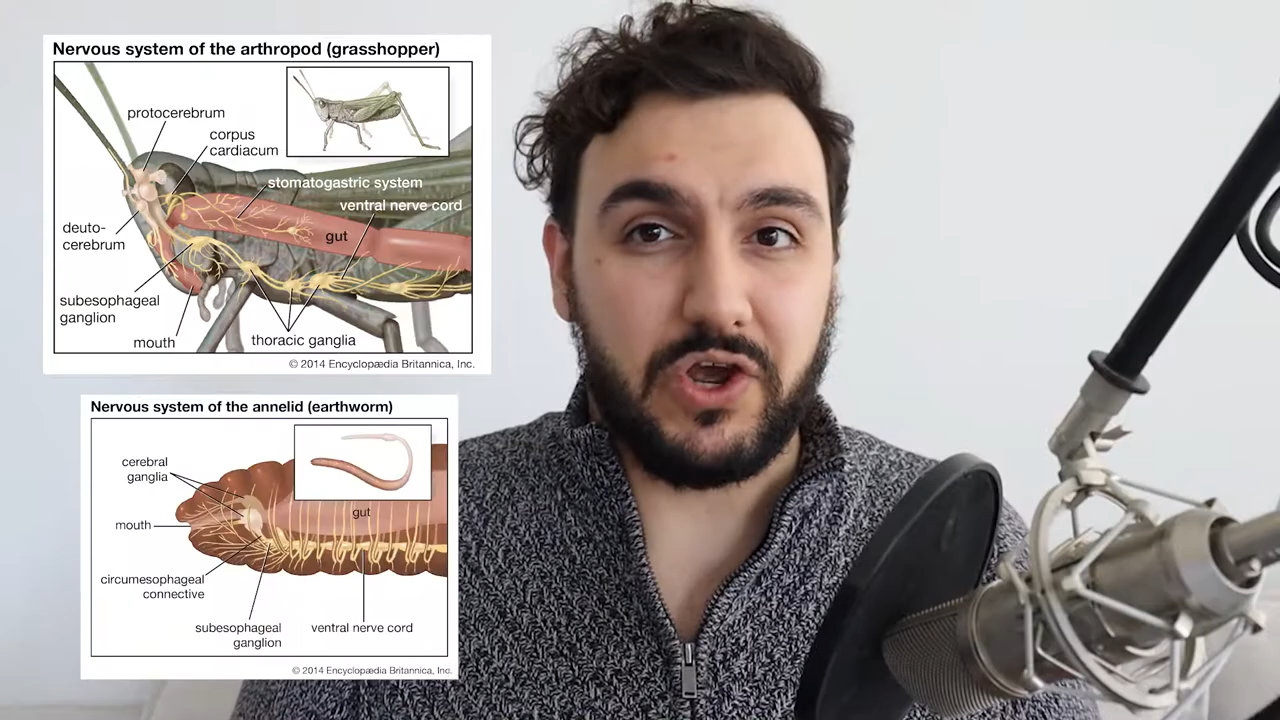 Nervous system of the arthropod (grasshopper)
protocerebrum
corpus
cardiacum
stomatogastric system
ventral nerve cord
deuto-
cerebrum
gut
subesophageal
ganglion
mouth
thoracic ganglia
© 2014 Encyclopædia Britannica, Inc.
Nervous system of the annelid (earthworm)
cerebral
ganglia
gut
mouth
circumesophageal
connective
subesophageal
ganglion
ventral nerve cord
© 2014 Encyclopædia Britannica, Inc.